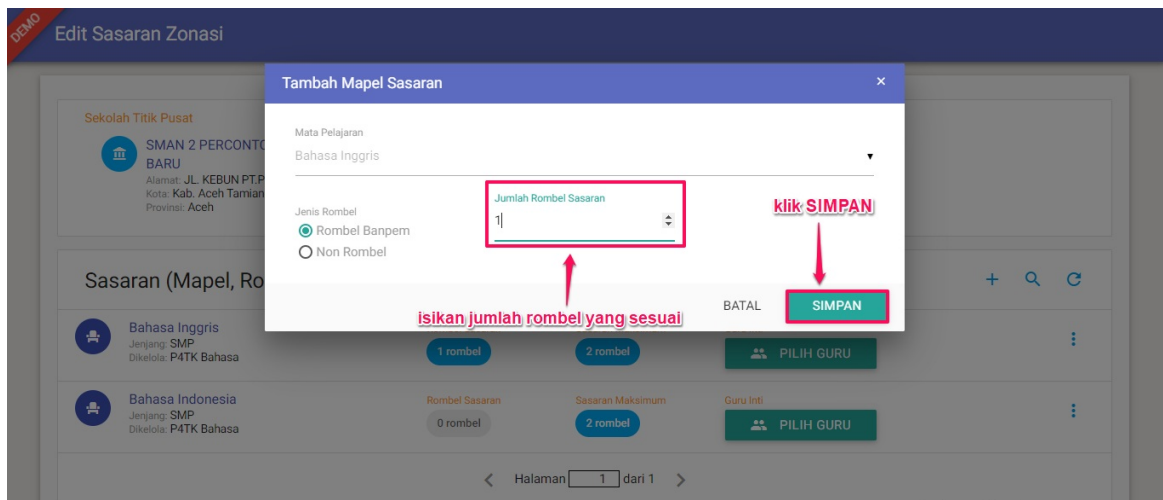 DEMO
Edit Sasaran Zonasi
Tambah Mapel Sasaran ×
Sekolah Titik Pusat
SMAN 2 PERCONTO
BARU
Alamat: JL. KEBUN PT.P
Kota: Kab. Aceh Tamian
Provinsi: Aceh
Mata Pelajaran
Bahasa Inggris
Jenis Rombel
Rombel Banpem
Non Rombel
Jumlah Rombel Sasaran
1
klik SIMPAN
isikan jumlah rombel yang sesuai
BATAL SIMPAN
Sasaran (Mapel, Ro
Bahasa Inggris
Jenjang: SMP
Dikelola: P4TK Bahasa
1 rombel 2 rombel PILIH GURU
Bahasa Indonesia
Jenjang: SMP
Dikelola: P4TK Bahasa
Rombel Sasaran Sasaran Maksimum Guru Inti
0 rombel 2 rombel PILIH GURU
Halaman 1 dari 1